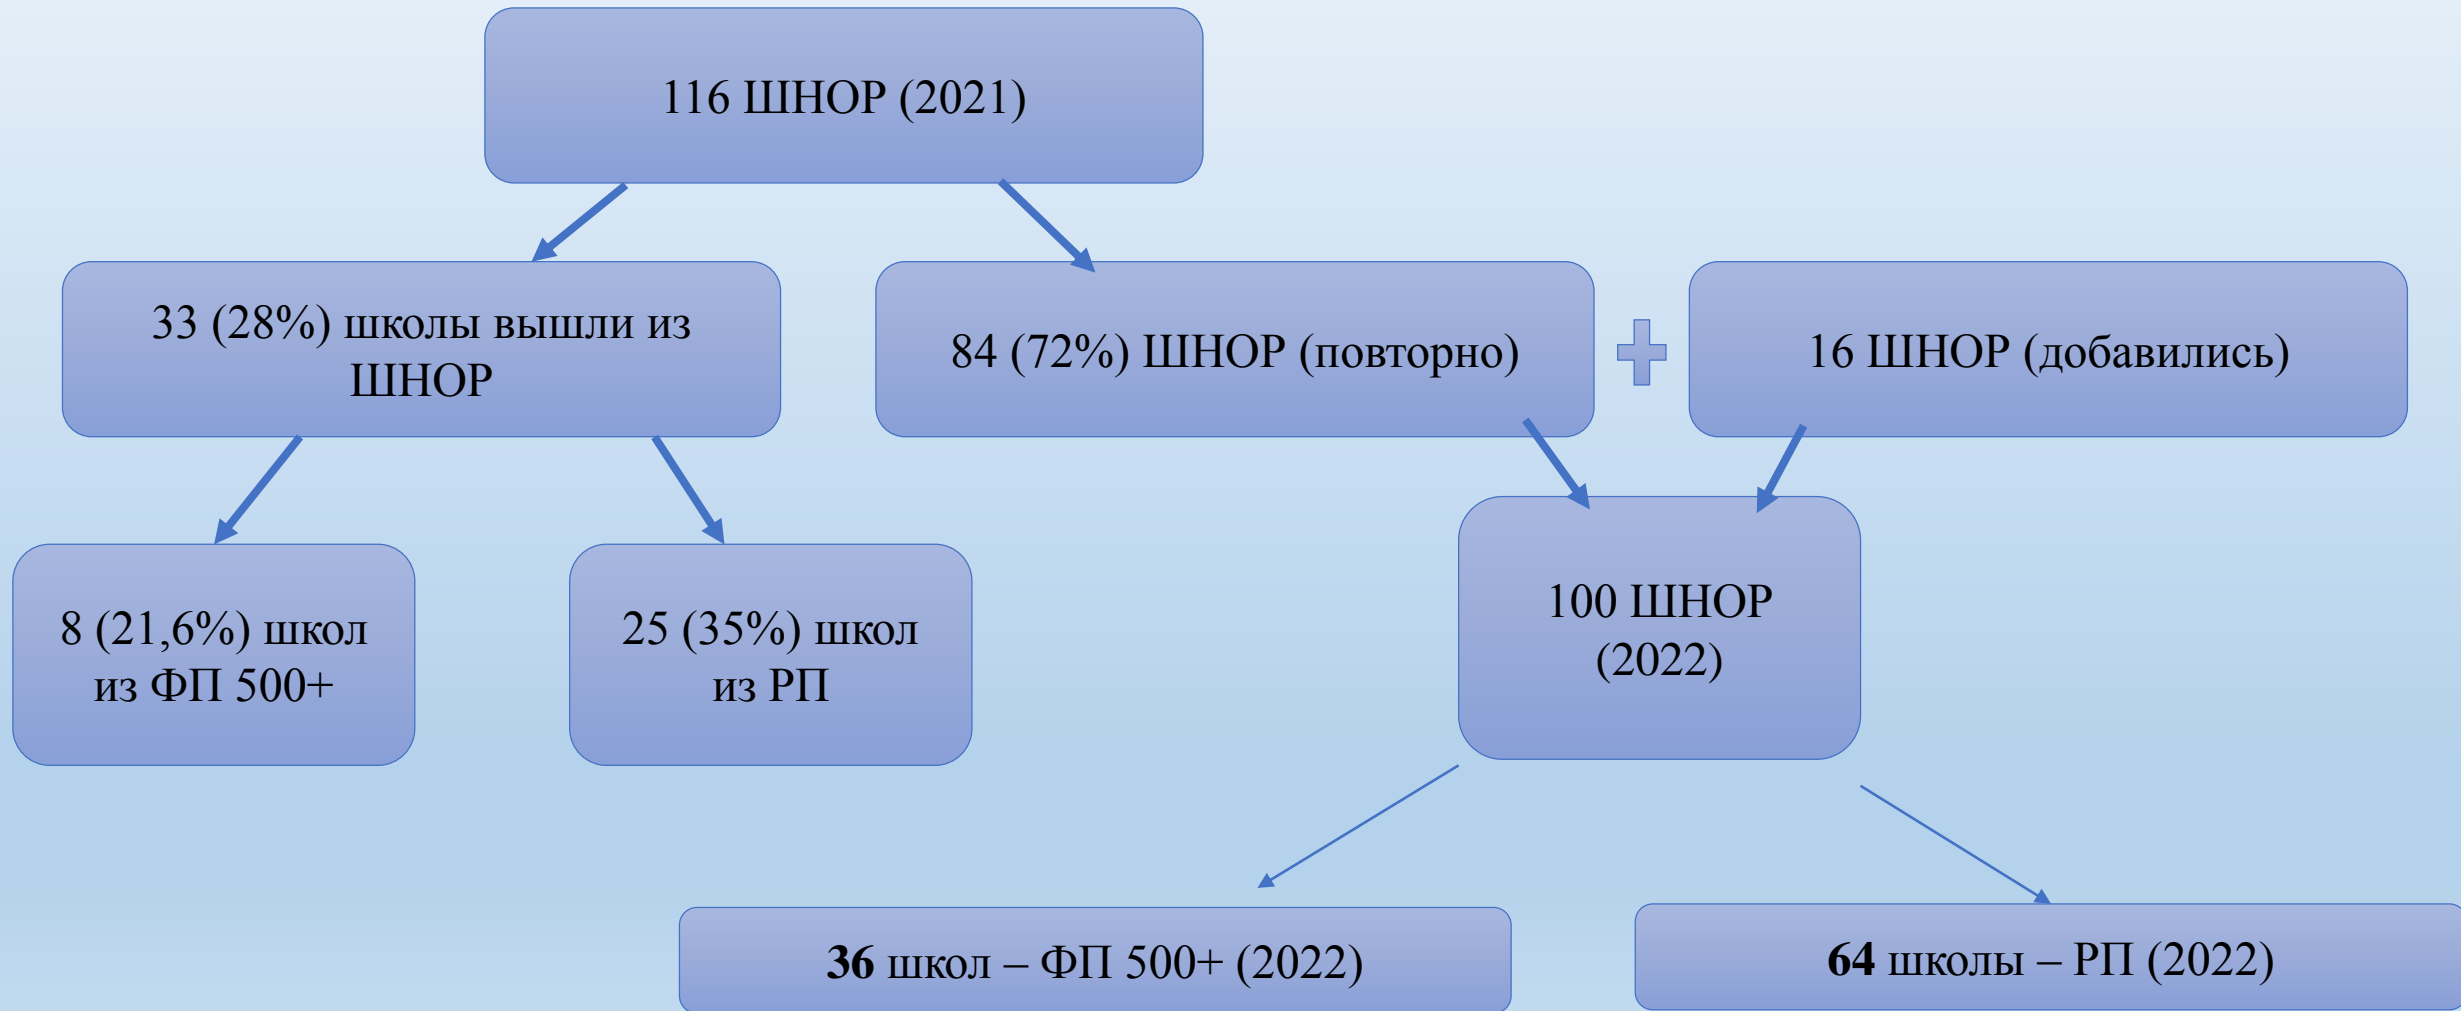 116 ШНОР (2021)
33 (28%) школы вышли из
ШНОР
84 (72%) ШНОР (повторно)
16 ШНОР (добавились)
8 (21,6%) школ
из ФП 500+
25 (35%) школ
из РП
100 ШНОР
(2022)
36 школ – ФП 500+ (2022)
64 школы – РП (2022)